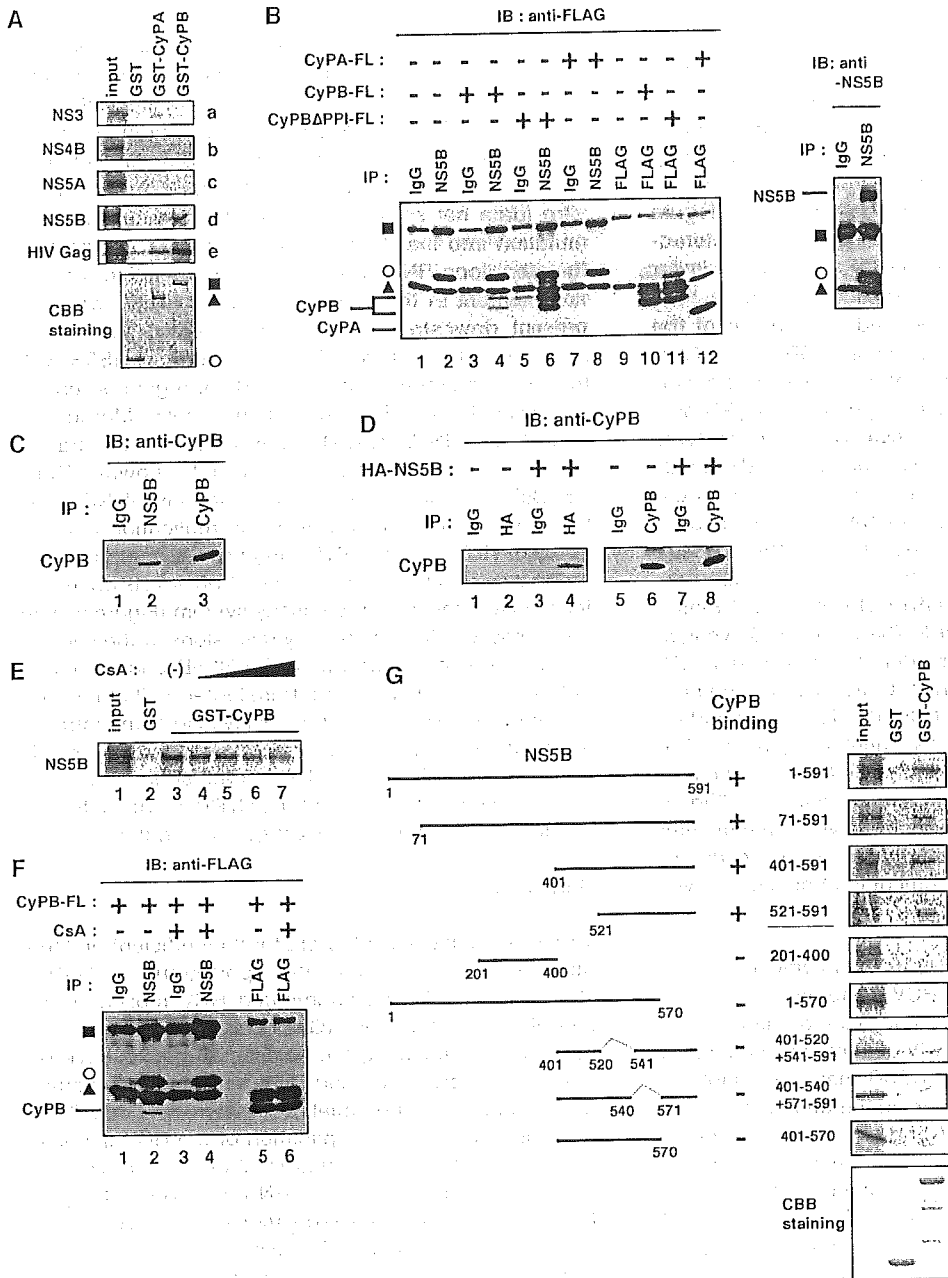 A
input
GST
GST-CyPA
GST-CyPB
NS3
a
NS4B
b
NS5A
c
NS5B
d
HIV Gag
e
CBB
staining
■
▲
○
B
IB : anti-FLAG
CyPA-FL : - - - - - - + + - - - +
CyPB-FL : - - + + - - - - - + - -
CyPBΔPPI-FL : - - - - + + - - - - + -
IP : IgG NS5B IgG NS5B IgG NS5B IgG NS5B FLAG FLAG FLAG FLAG
■
○
▲
CyPB
CyPA
1 2 3 4 5 6 7 8 9 10 11 12
IB: anti
-NS5B
IP : IgG NS5B
NS5B
■
○
▲
C
IB: anti-CyPB
IP : IgG NS5B CyPB
CyPB
1 2 3
D
IB: anti-CyPB
HA-NS5B : - - + + - - + +
IP : IgG HA IgG HA IgG CyPB IgG CyPB
CyPB
1 2 3 4 5 6 7 8
E
CsA : (-)
input GST GST-CyPB
NS5B
1 2 3 4 5 6 7
F
IB: anti-FLAG
CyPB-FL : + + + + + +
CsA : - - + + - +
IP : IgG NS5B IgG NS5B FLAG FLAG
■
○
▲
CyPB
1 2 3 4 5 6
G
NS5B
CyPB
binding
input
GST
GST-CyPB
1 591 + 1-591
71 + 71-591
401 + 401-591
521 + 521-591
201 400 - 201-400
1 570 - 1-570
401 520 541 - 401-520
+541-591
540 571 - 401-540
+571-591
570 - 401-570
CBB
staining